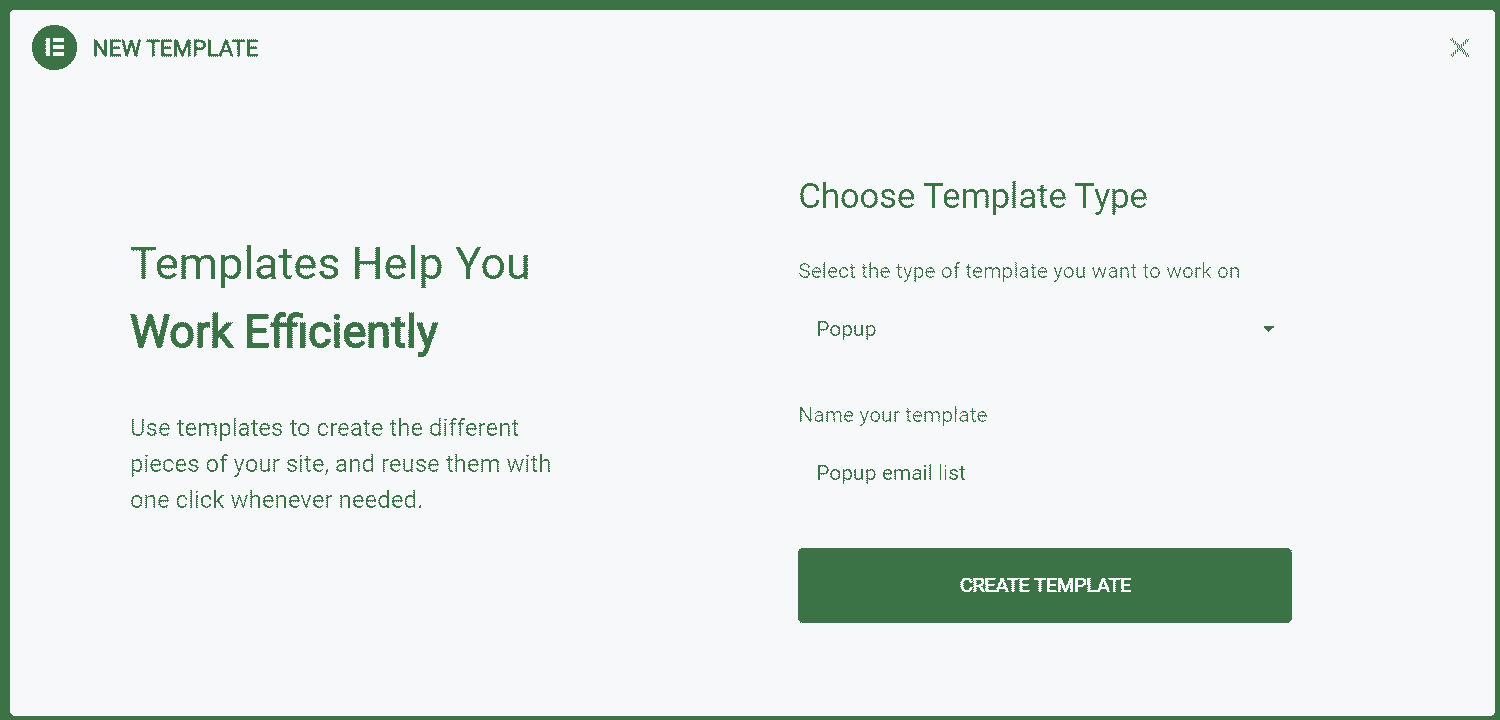 NEW TEMPLATE
Templates Help You
Work Efficiently
Use templates to create the different
pieces of your site, and reuse them with
one click whenever needed.
Choose Template Type
Select the type of template you want to work on
Popup
Name your template
Popup email list
CREATE TEMPLATE